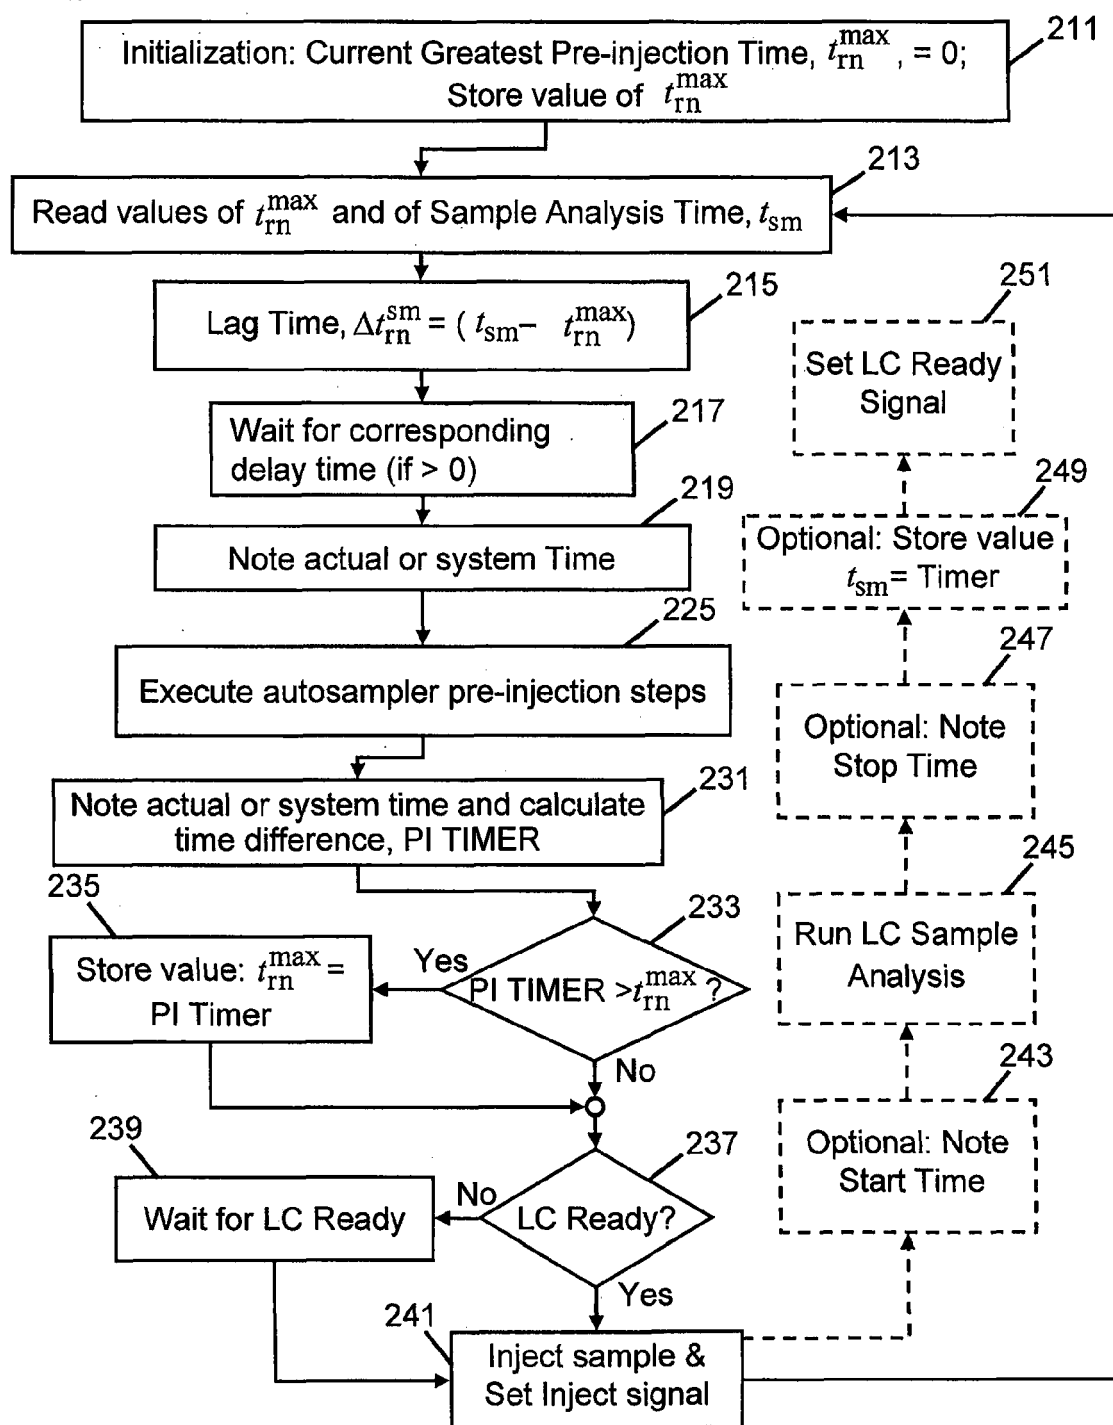 211
Initialization: Current Greatest Pre-injection Time, t_rn^max , = 0;
Store value of t_rn^max
213
Read values of t_rn^max and of Sample Analysis Time, t_sm
215
Lag Time, Δt_rn^sm = ( t_sm – t_rn^max)
217
Wait for corresponding
delay time (if > 0)
219
Note actual or system Time
225
Execute autosampler pre-injection steps
231
Note actual or system time and calculate
time difference, PI TIMER
233
PI TIMER > t_rn^max ?
Yes
No
235
Store value: t_rn^max =
PI Timer
237
LC Ready?
No
Yes
239
Wait for LC Ready
241
Inject sample &
Set Inject signal
243
Optional: Note
Start Time
245
Run LC Sample
Analysis
247
Optional: Note
Stop Time
249
Optional: Store value
t_sm = Timer
251
Set LC Ready
Signal